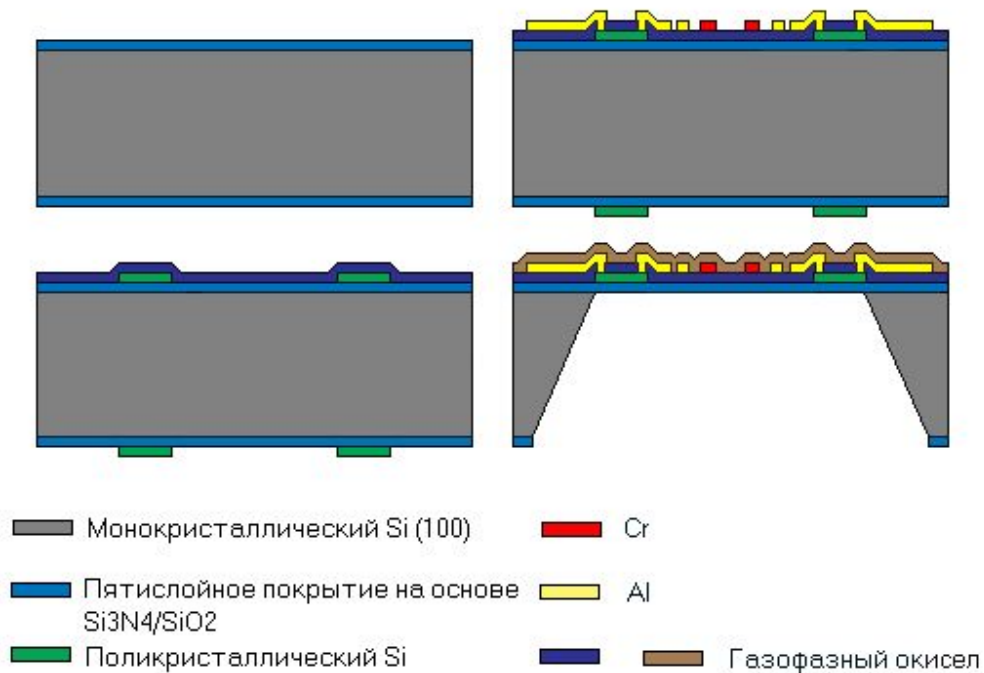 Монокристаллический Si (100)
Cr
Пятислойное покрытие на основе
Si3N4/SiO2
Al
Поликристаллический Si
Газофазный окисел